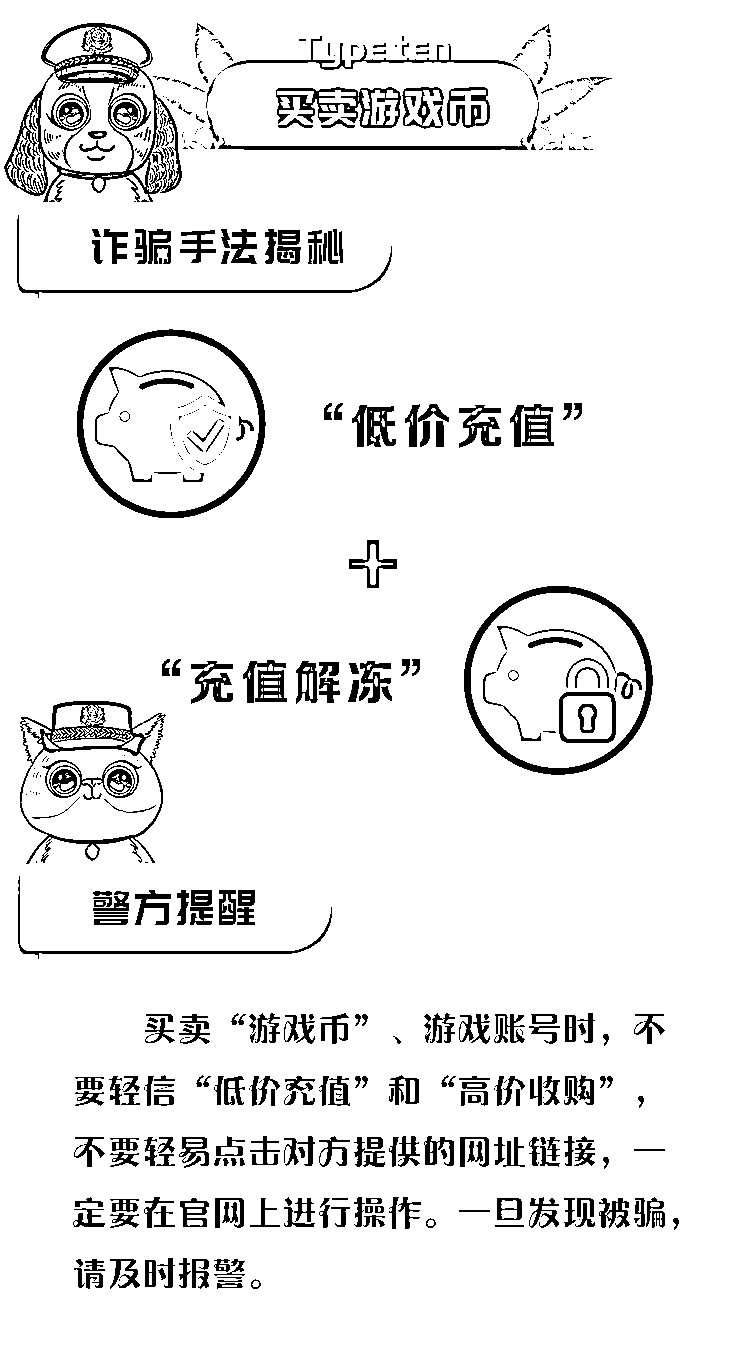 Type ten
买卖游戏币
诈骗手法揭秘
“低价充值”
“充值解冻”
警方提醒
买卖“游戏币”、游戏账号时，不
要轻信“低价充值”和“高价收购”，
不要轻易点击对方提供的网址链接，一
定要在官网上进行操作。一旦发现被骗，
请及时报警。